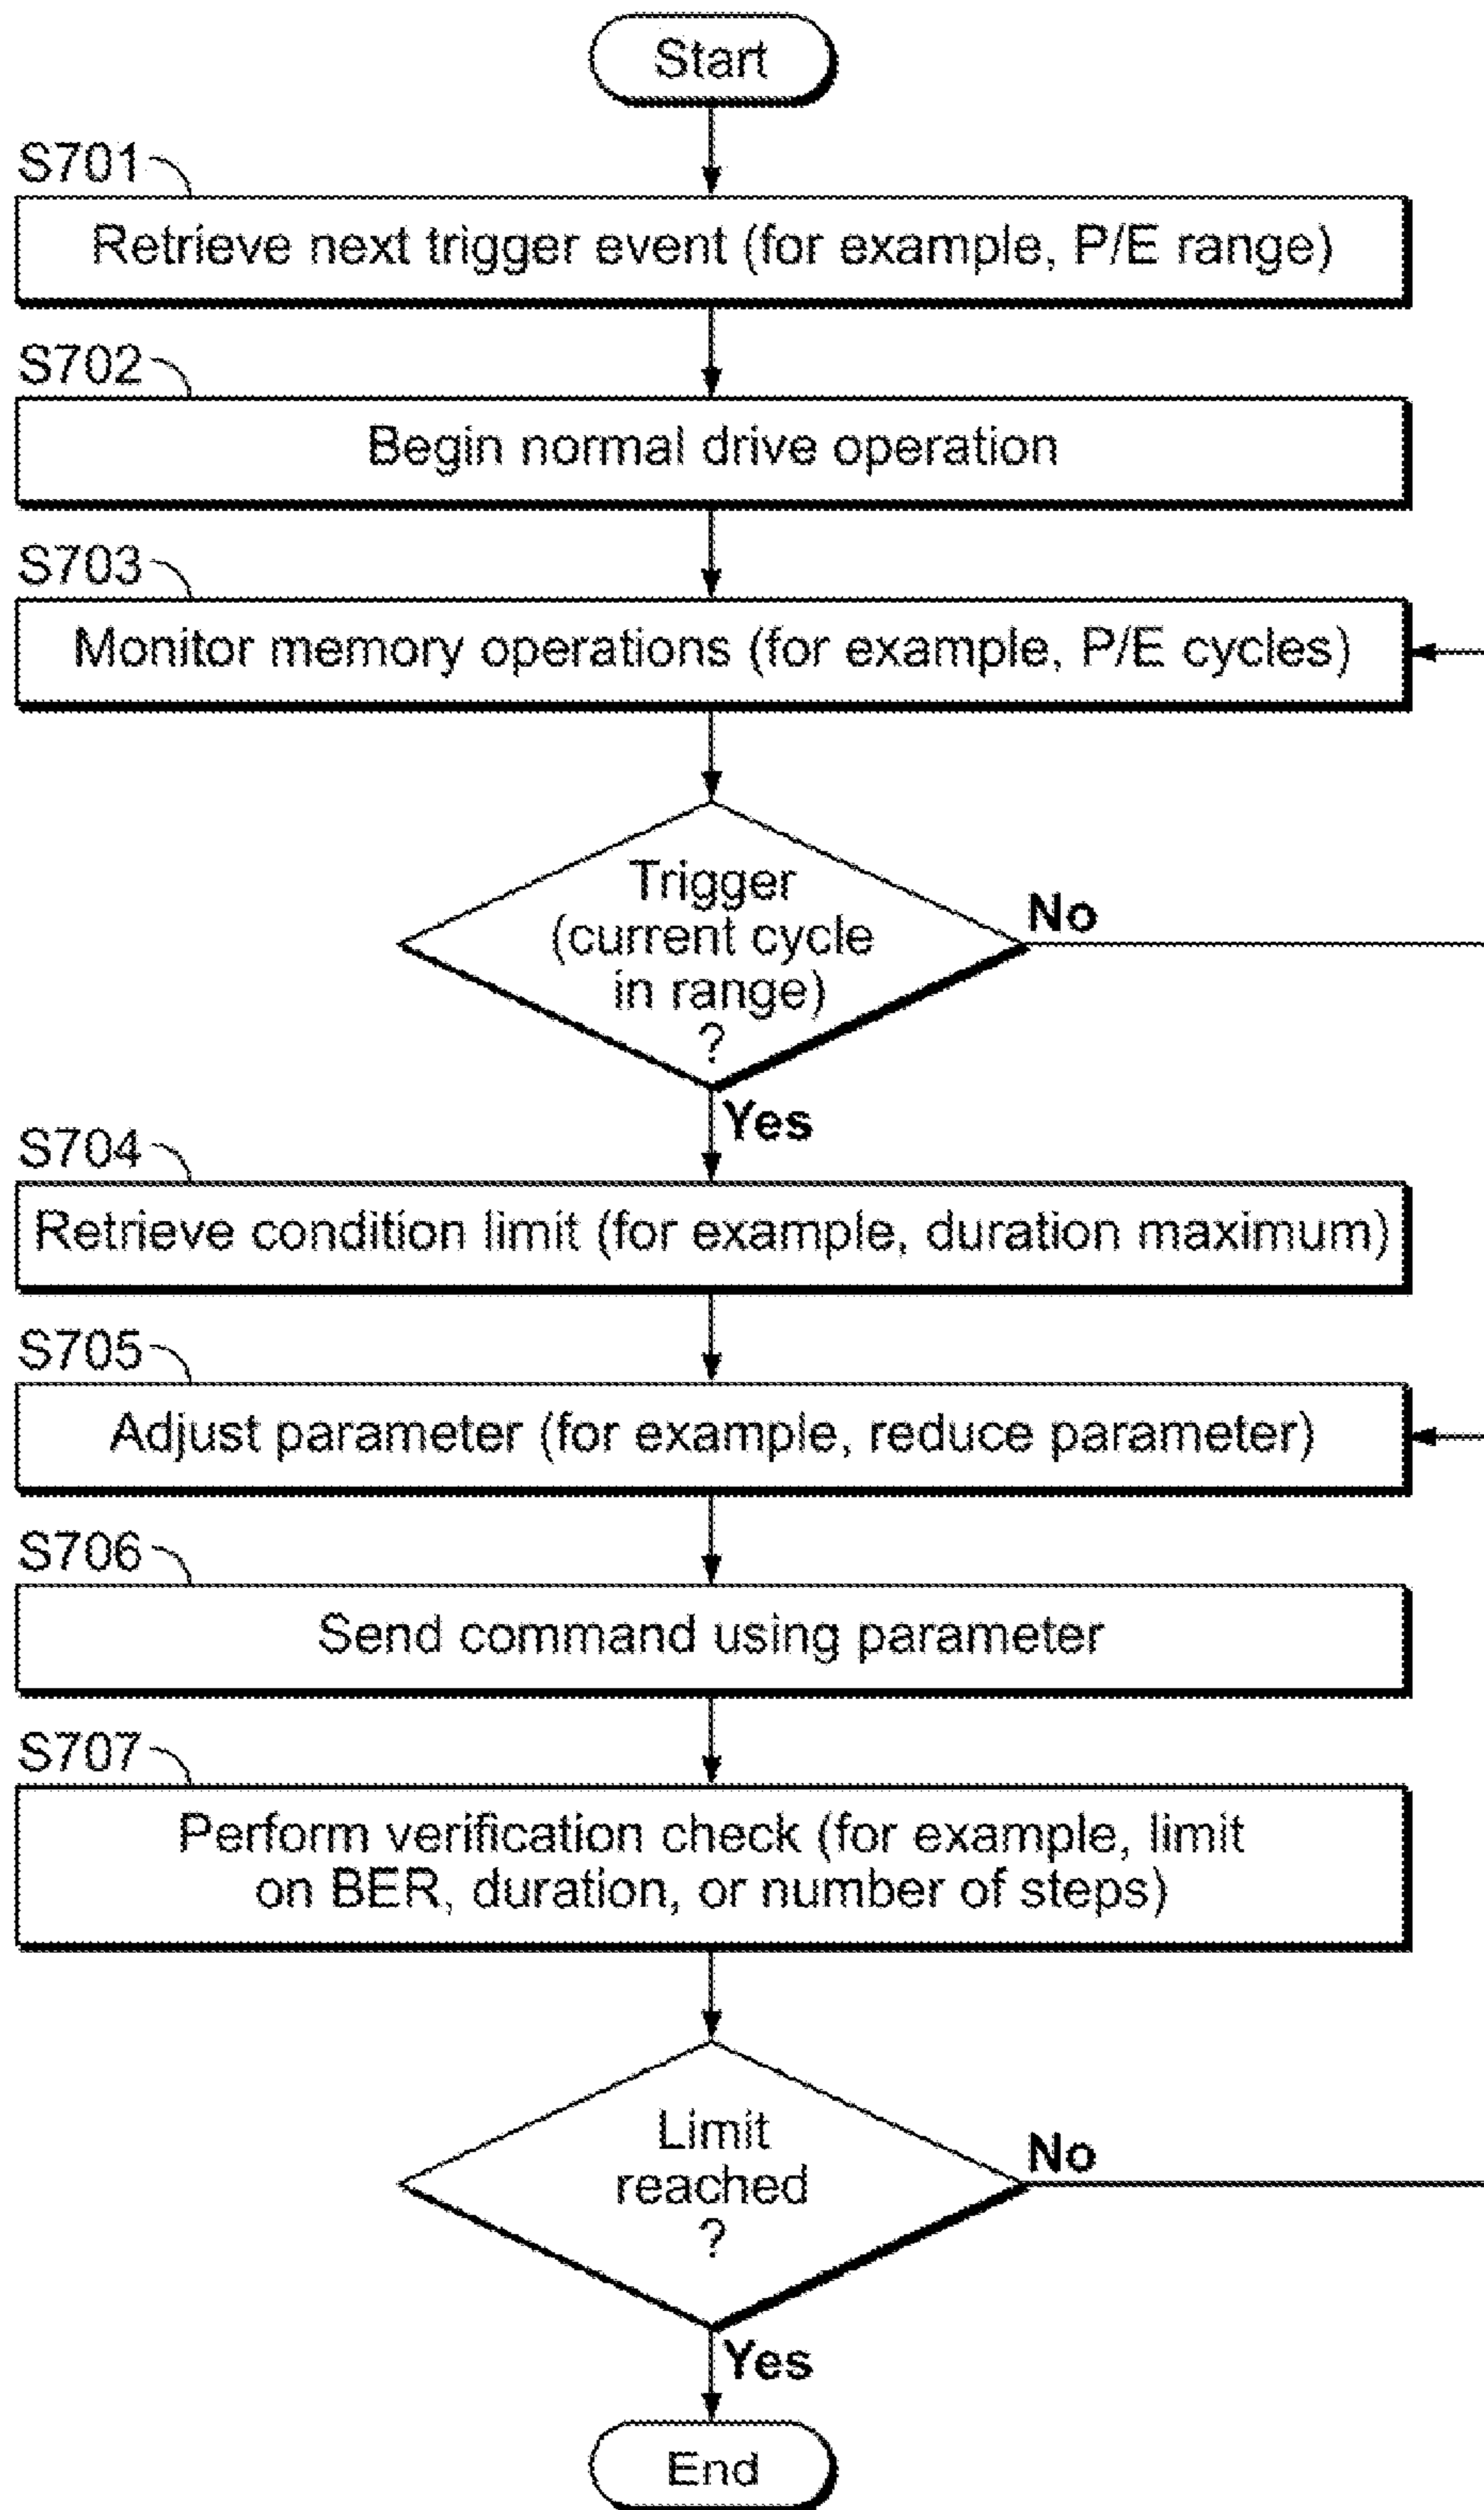 Start
S701
Retrieve next trigger event (for example, P/E range)
S702
Begin normal drive operation
S703
Monitor memory operations (for example, P/E cycles)
Trigger
(current cycle
in range)
?
No
Yes
S704
Retrieve condition limit (for example, duration maximum)
S705
Adjust parameter (for example, reduce parameter)
S706
Send command using parameter
S707
Perform verification check (for example, limit
on BER, duration, or number of steps)
Limit
reached
?
No
Yes
End